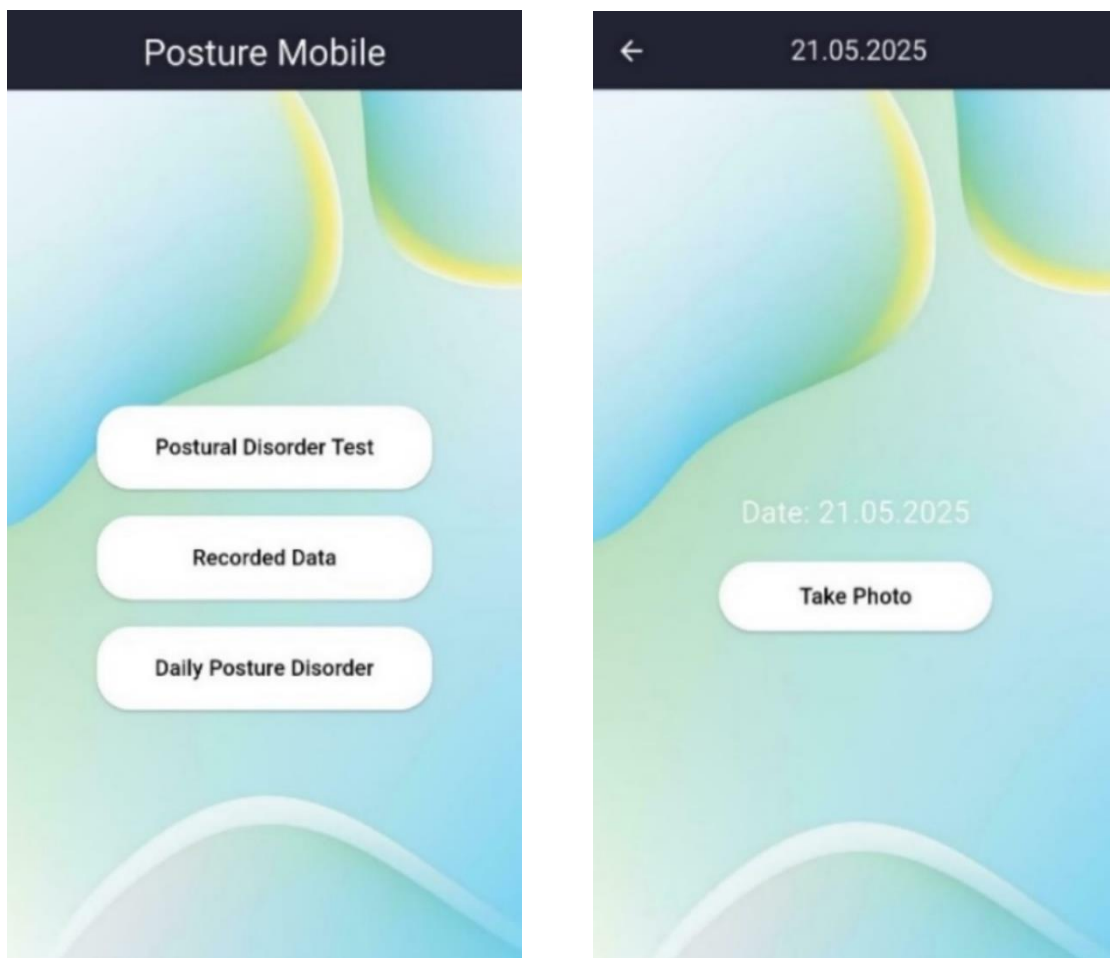 Posture Mobile
Postural Disorder Test
Recorded Data
Daily Posture Disorder
21.05.2025
Date: 21.05.2025
Take Photo